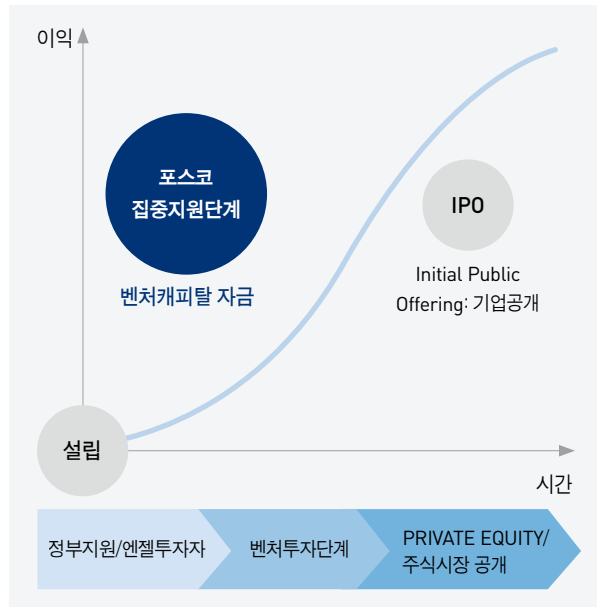 이익
포스코
집중지원단계
벤처캐피탈 자금
IPO
Initial Public
Offering: 기업공개
설립
시간
정부지원/엔젤투자자
벤처투자단계
PRIVATE EQUITY/
주식시장 공개